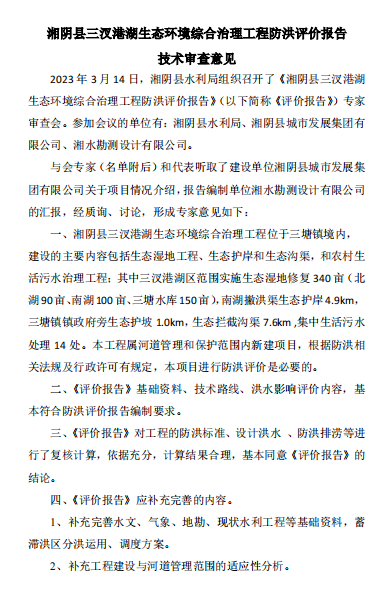 湘阴县三汊港湖生态环境综合治理工程防洪评价报告
技术审查意见
2023 年 3 月 14 日，湘阴县水利局组织召开了《湘阴县三汊港湖
生态环境综合治理工程防洪评价报告》（以下简称《评价报告》）专家
审查会。参加会议的单位有：湘阴县水利局、湘阴县城市发展集团有
限公司、湘水勘测设计有限公司。
与会专家（名单附后）和代表听取了建设单位湘阴县城市发展集
团有限公司关于项目情况介绍，报告编制单位湘水勘测设计有限公司
的汇报，经质询、讨论，形成专家意见如下：
一、湘阴县三汊港湖生态环境综合治理工程位于三塘镇境内，
建设的主要内容包括生态湿地工程、生态护岸和生态沟渠，和农村生
活污水治理工程；其中三汊港湖区范围实施生态湿地修复 340 亩（北
湖 90 亩、南湖 100 亩、三塘水库 150 亩），南湖撇洪渠生态护岸 4.9km，
三塘镇镇政府旁生态护坡 1.0km，生态拦截沟渠 7.6km，集中生活污水
处理 14 处。本工程属河道管理和保护范围内新建项目，根据防洪相
关法规及行政许可有规定，本项目进行防洪评价是必要的。
二、《评价报告》基础资料、技术路线、洪水影响评价内容，基
本符合防洪评价报告编制要求。
三、《评价报告》对工程的防洪标准、设计洪水 、防洪排涝等进
行了复核计算，依据充分，计算结果合理，基本同意《评价报告》的
结论。
四、《评价报告》应补充完善的内容。
1、补充完善水文、气象、地勘、现状水利工程等基础资料，蓄
滞洪区分洪运用、调度方案。
2、补充工程建设与河道管理范围的适应性分析。